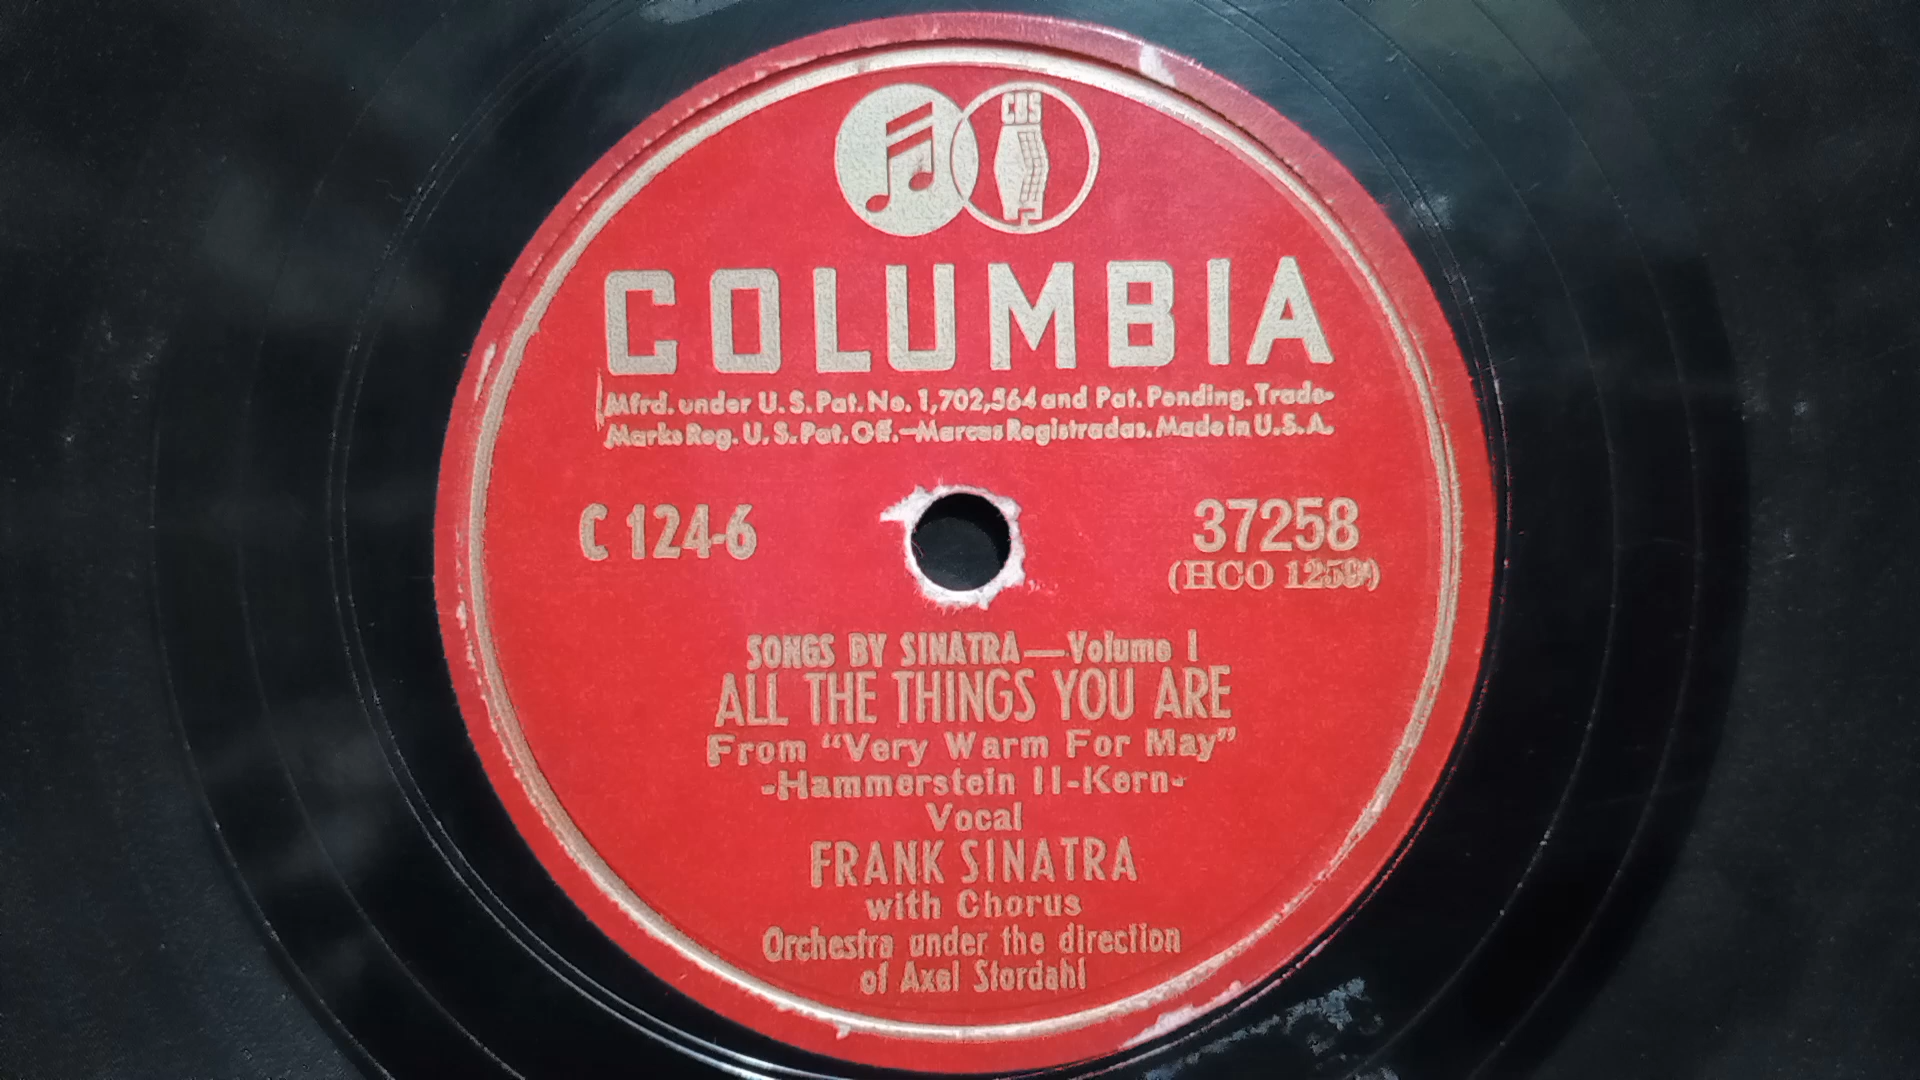 CBS
COLUMBIA
Mfrd. under U.S. Pat. No. 1,702,564 and Pat. Pending. Trade-
Marks Reg. U.S. Pat. Off.—Marcas Registradas. Made in U.S.A.
C 124-6
37258
(HCO
SONGS BY SINATRA—Volume 1
ALL THE THINGS YOU ARE
From “Very Warm For May”
-Hammerstein II-Kern-
Vocal
FRANK SINATRA
with Chorus
Orchestra under the direction
of Axel Stordahl